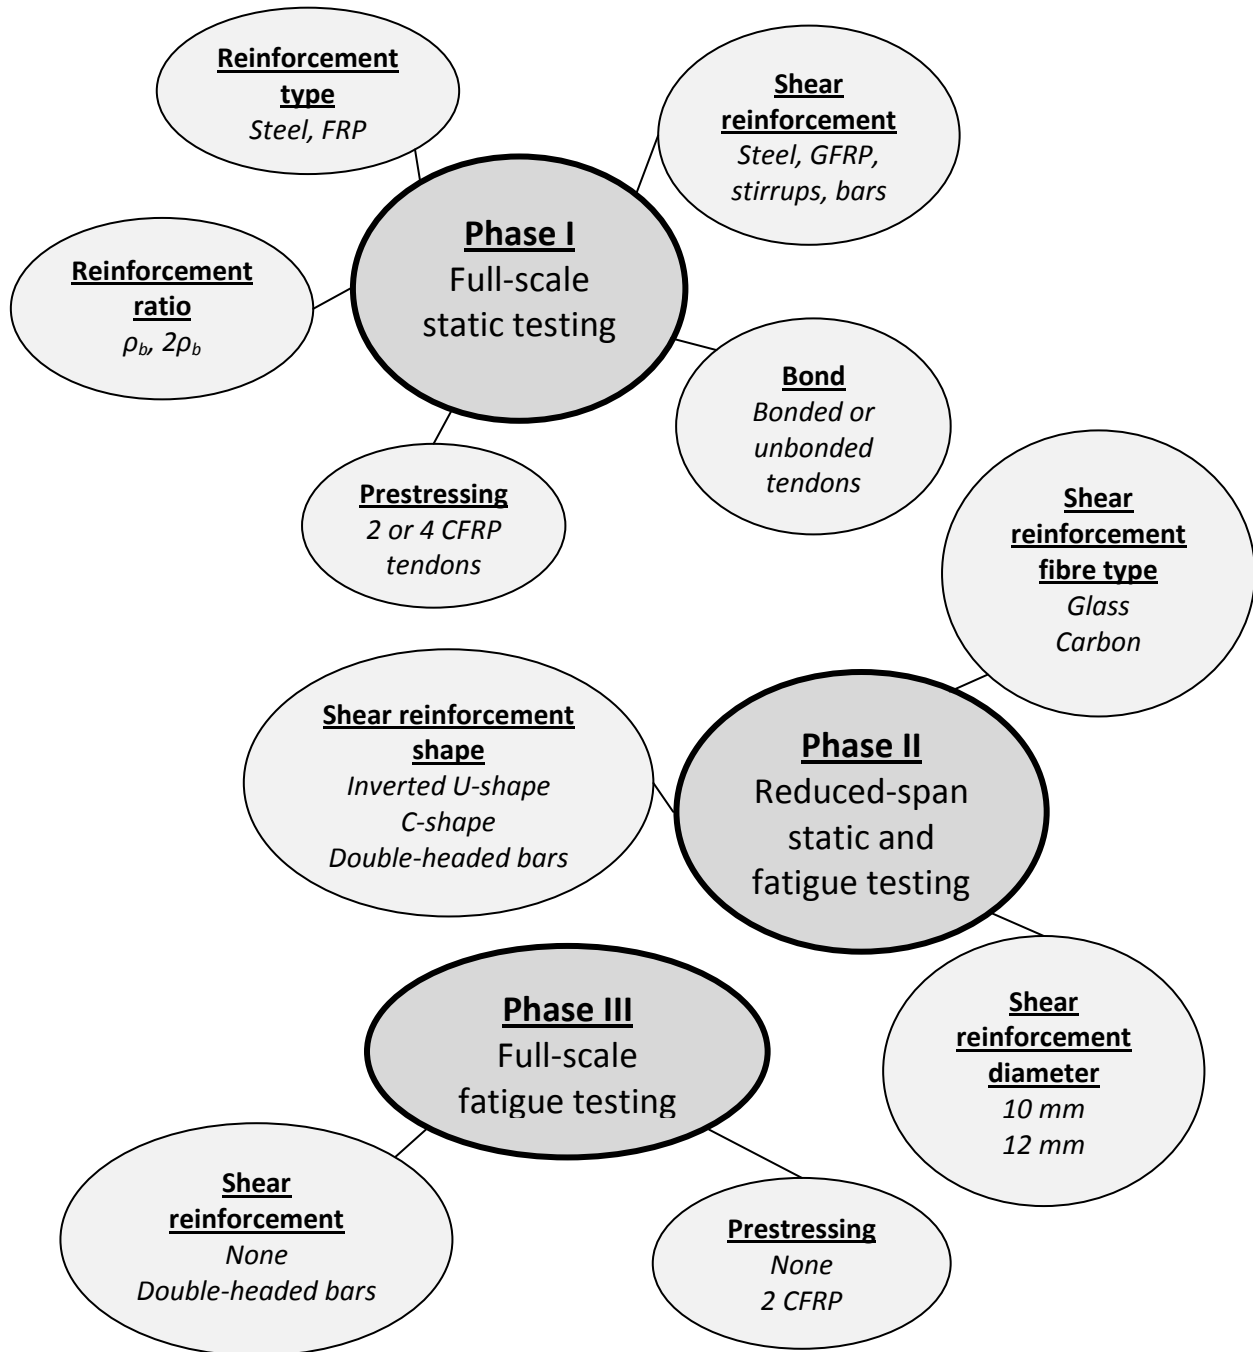 Reinforcement
type
Steel, FRP
Shear
reinforcement
Steel, GFRP,
stirrups, bars
Phase I
Full-scale
static testing
Reinforcement
ratio
ρb, 2ρb
Bond
Bonded or
unbonded
tendons
Prestressing
2 or 4 CFRP
tendons
Shear
reinforcement
fibre type
Glass
Carbon
Shear reinforcement
shape
Inverted U-shape
C-shape
Double-headed bars
Phase II
Reduced-span
static and
fatigue testing
Shear
reinforcement
diameter
10 mm
12 mm
Phase III
Full-scale
fatigue testing
Shear
reinforcement
None
Double-headed bars
Prestressing
None
2 CFRP